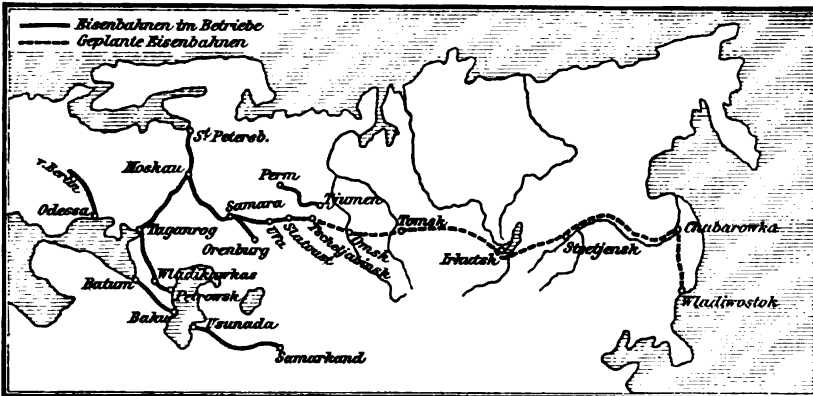 Eisenbahnen im Betriebe
Geplante Eisenbahnen
St. Petersb.
Moskau
v. Berlin
Perm
Tjumen
Odessa
Samara
Tomsk
Taganrog
Orenburg
Ufa
Slatoust
Tscheljabinsk
Omsk
Irkutsk
Stretjensk
Chabarowka
Batum
Wladikawkas
Petrowsk
Baku
Usunada
Wladiwostok
Samarkand